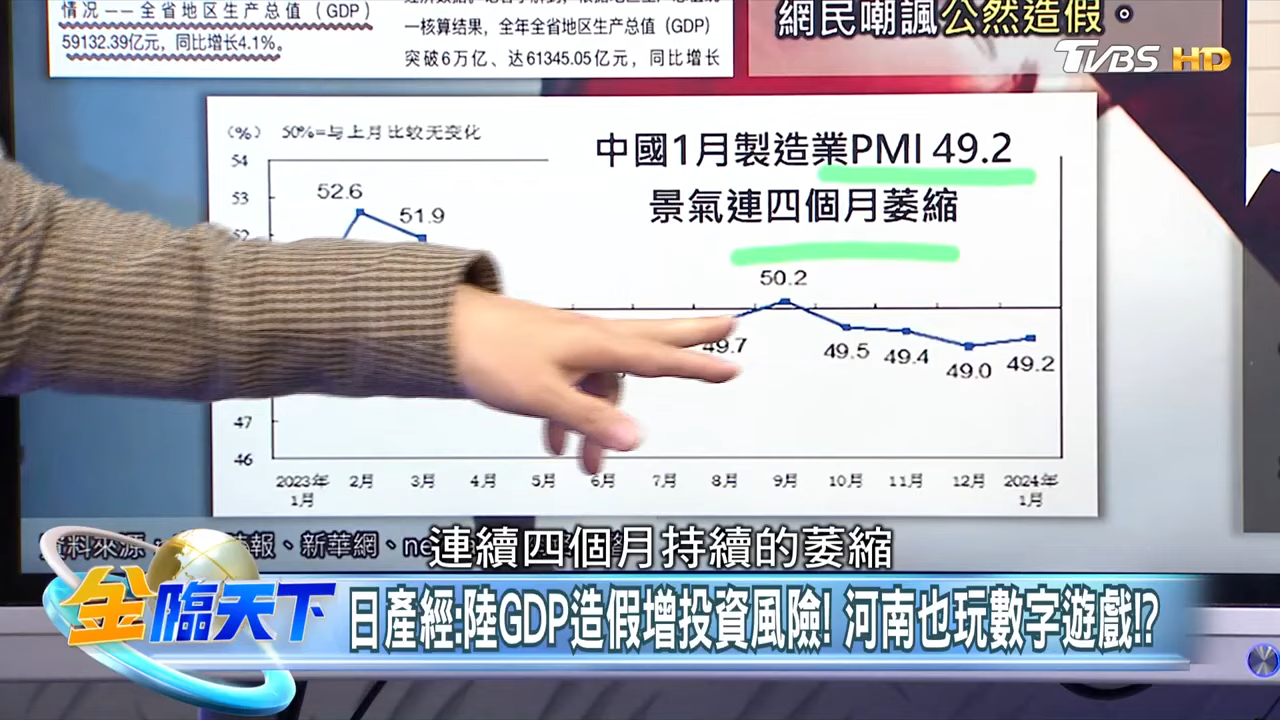 情况——全省地区生产总值（GDP）
59132.39亿元，同比增长4.1%。
一核算结果，全年全省地区生产总值（GDP）
突破6万亿、达61345.05亿元，同比增长
網民嘲諷公然造假。
TVBS HD
（%） 50%=与上月比较无变化
中國1月製造業PMI 49.2
景氣連四個月萎縮
54
53
52
47
46
52.6
51.9
49.7
50.2
49.5
49.4
49.0
49.2
2023年
1月
2月
3月
4月
5月
6月
7月
8月
9月
10月
11月
12月
2024年
1月
資料來源
報、新華網、ne
連續四個月持續的萎縮
金臨天下
日產經:陸GDP造假增投資風險! 河南也玩數字遊戲!?